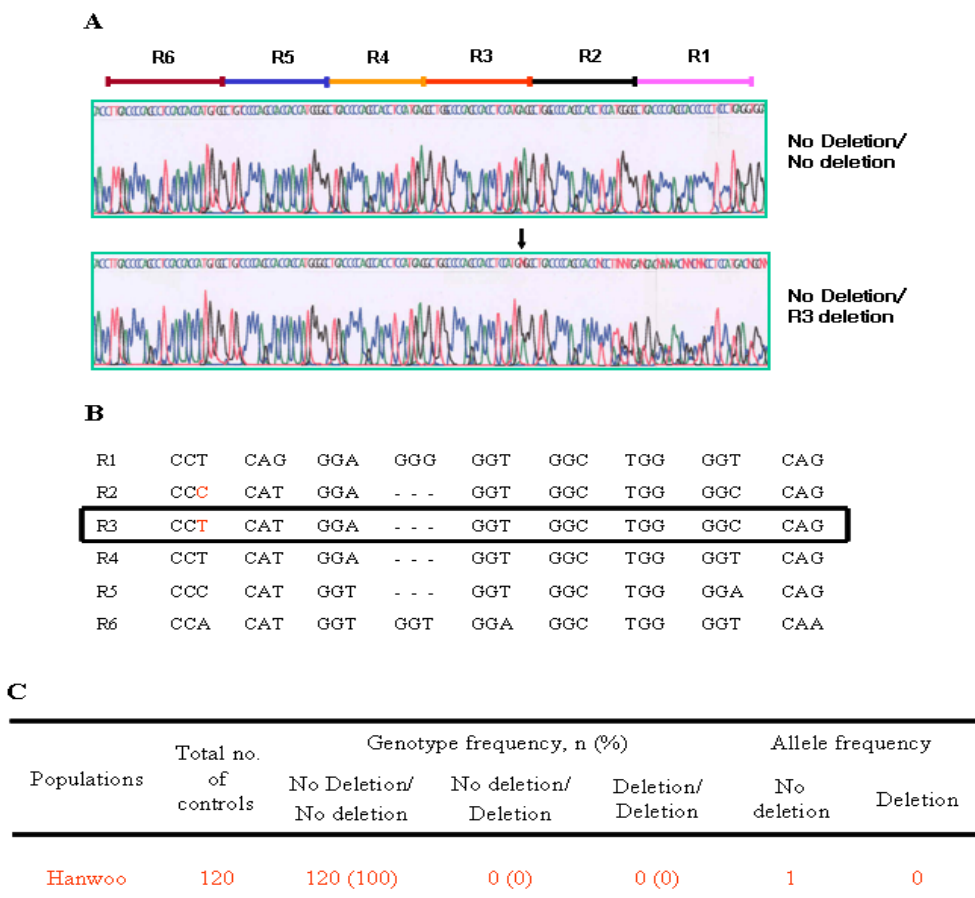 A
R6 R5 R4 R3 R2 R1
No Deletion/
No deletion
No Deletion/
R3 deletion
B
R1 CCT CAG GGA GGG GGT GGC TGG GGT CAG
R2 CCC CAT GGA - - - GGT GGC TGG GGC CAG
R3 CCT CAT GGA - - - GGT GGC TGG GGC CAG
R4 CCT CAT GGA - - - GGT GGC TGG GGT CAG
R5 CCC CAT GGT - - - GGT GGC TGG GGA CAG
R6 CCA CAT GGT GGT GGA GGC TGG GGT CAA
C
Populations
Total no.
of
controls
Genotype frequency, n (%)
No Deletion/
No deletion
No deletion/
Deletion
Deletion/
Deletion
Allele frequency
No
deletion
Deletion
Hanwoo 120 120 (100) 0 (0) 0 (0) 1 0